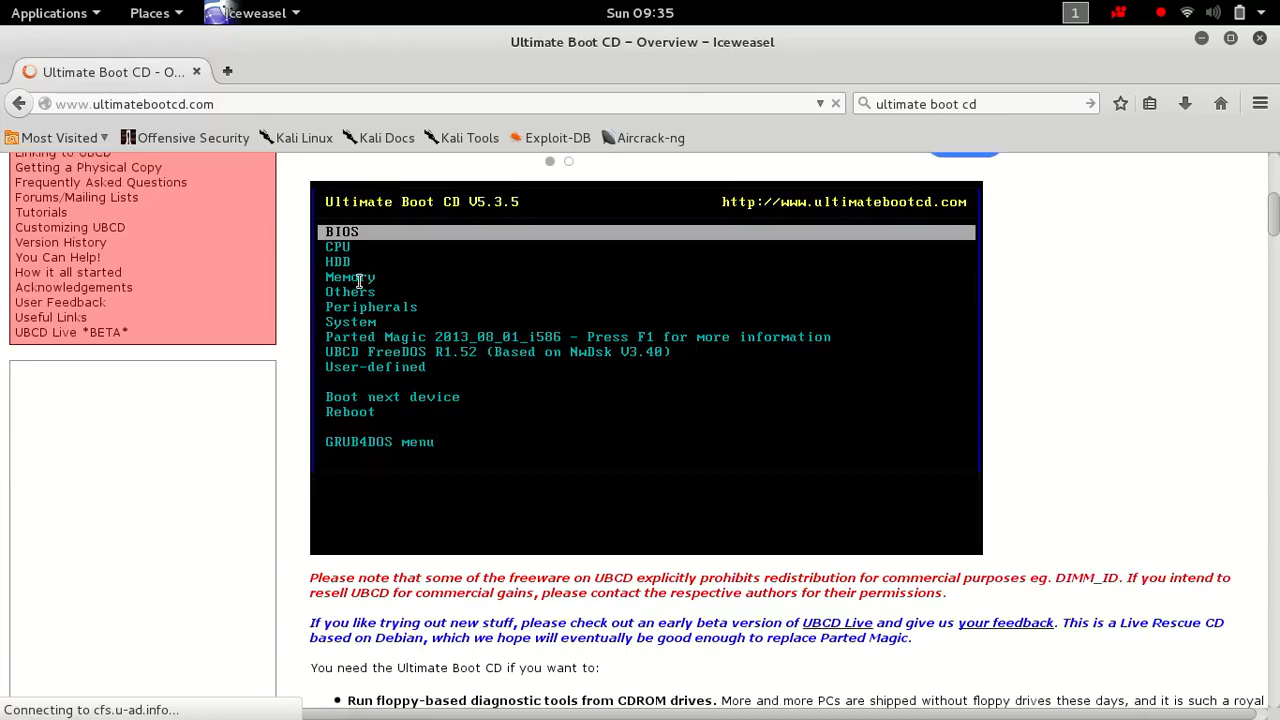 Applications Places Iceweasel Sun 09:35 1
Ultimate Boot CD - Overview - Iceweasel
Ultimate Boot CD - O...
www.ultimatebootcd.com ultimate boot cd
Most Visited Offensive Security Kali Linux Kali Docs Kali Tools Exploit-DB Aircrack-ng
Linking to UBCD
Getting a Physical Copy
Frequently Asked Questions
Forums/Mailing Lists
Tutorials
Customizing UBCD
Version History
You Can Help!
How it all started
Acknowledgements
User Feedback
Useful Links
UBCD Live *BETA*
Ultimate Boot CD V5.3.5 http://www.ultimatebootcd.com
BIOS
CPU
HDD
Memory
Others
Peripherals
System
Parted Magic 2013_08_01_i586 - Press F1 for more information
UBCD FreeDOS R1.52 (Based on NwDsk V3.40)
User-defined
Boot next device
Reboot
GRUB4DOS menu
Please note that some of the freeware on UBCD explicitly prohibits redistribution for commercial purposes eg. DIMM_ID. If you intend to
resell UBCD for commercial gains, please contact the respective authors for their permissions.
If you like trying out new stuff, please check out an early beta version of UBCD Live and give us your feedback. This is a Live Rescue CD
based on Debian, which we hope will eventually be good enough to replace Parted Magic.
You need the Ultimate Boot CD if you want to:
Run floppy-based diagnostic tools from CDROM drives. More and more PCs are shipped without floppy drives these days, and it is such a royal
Connecting to cfs.u-ad.info...